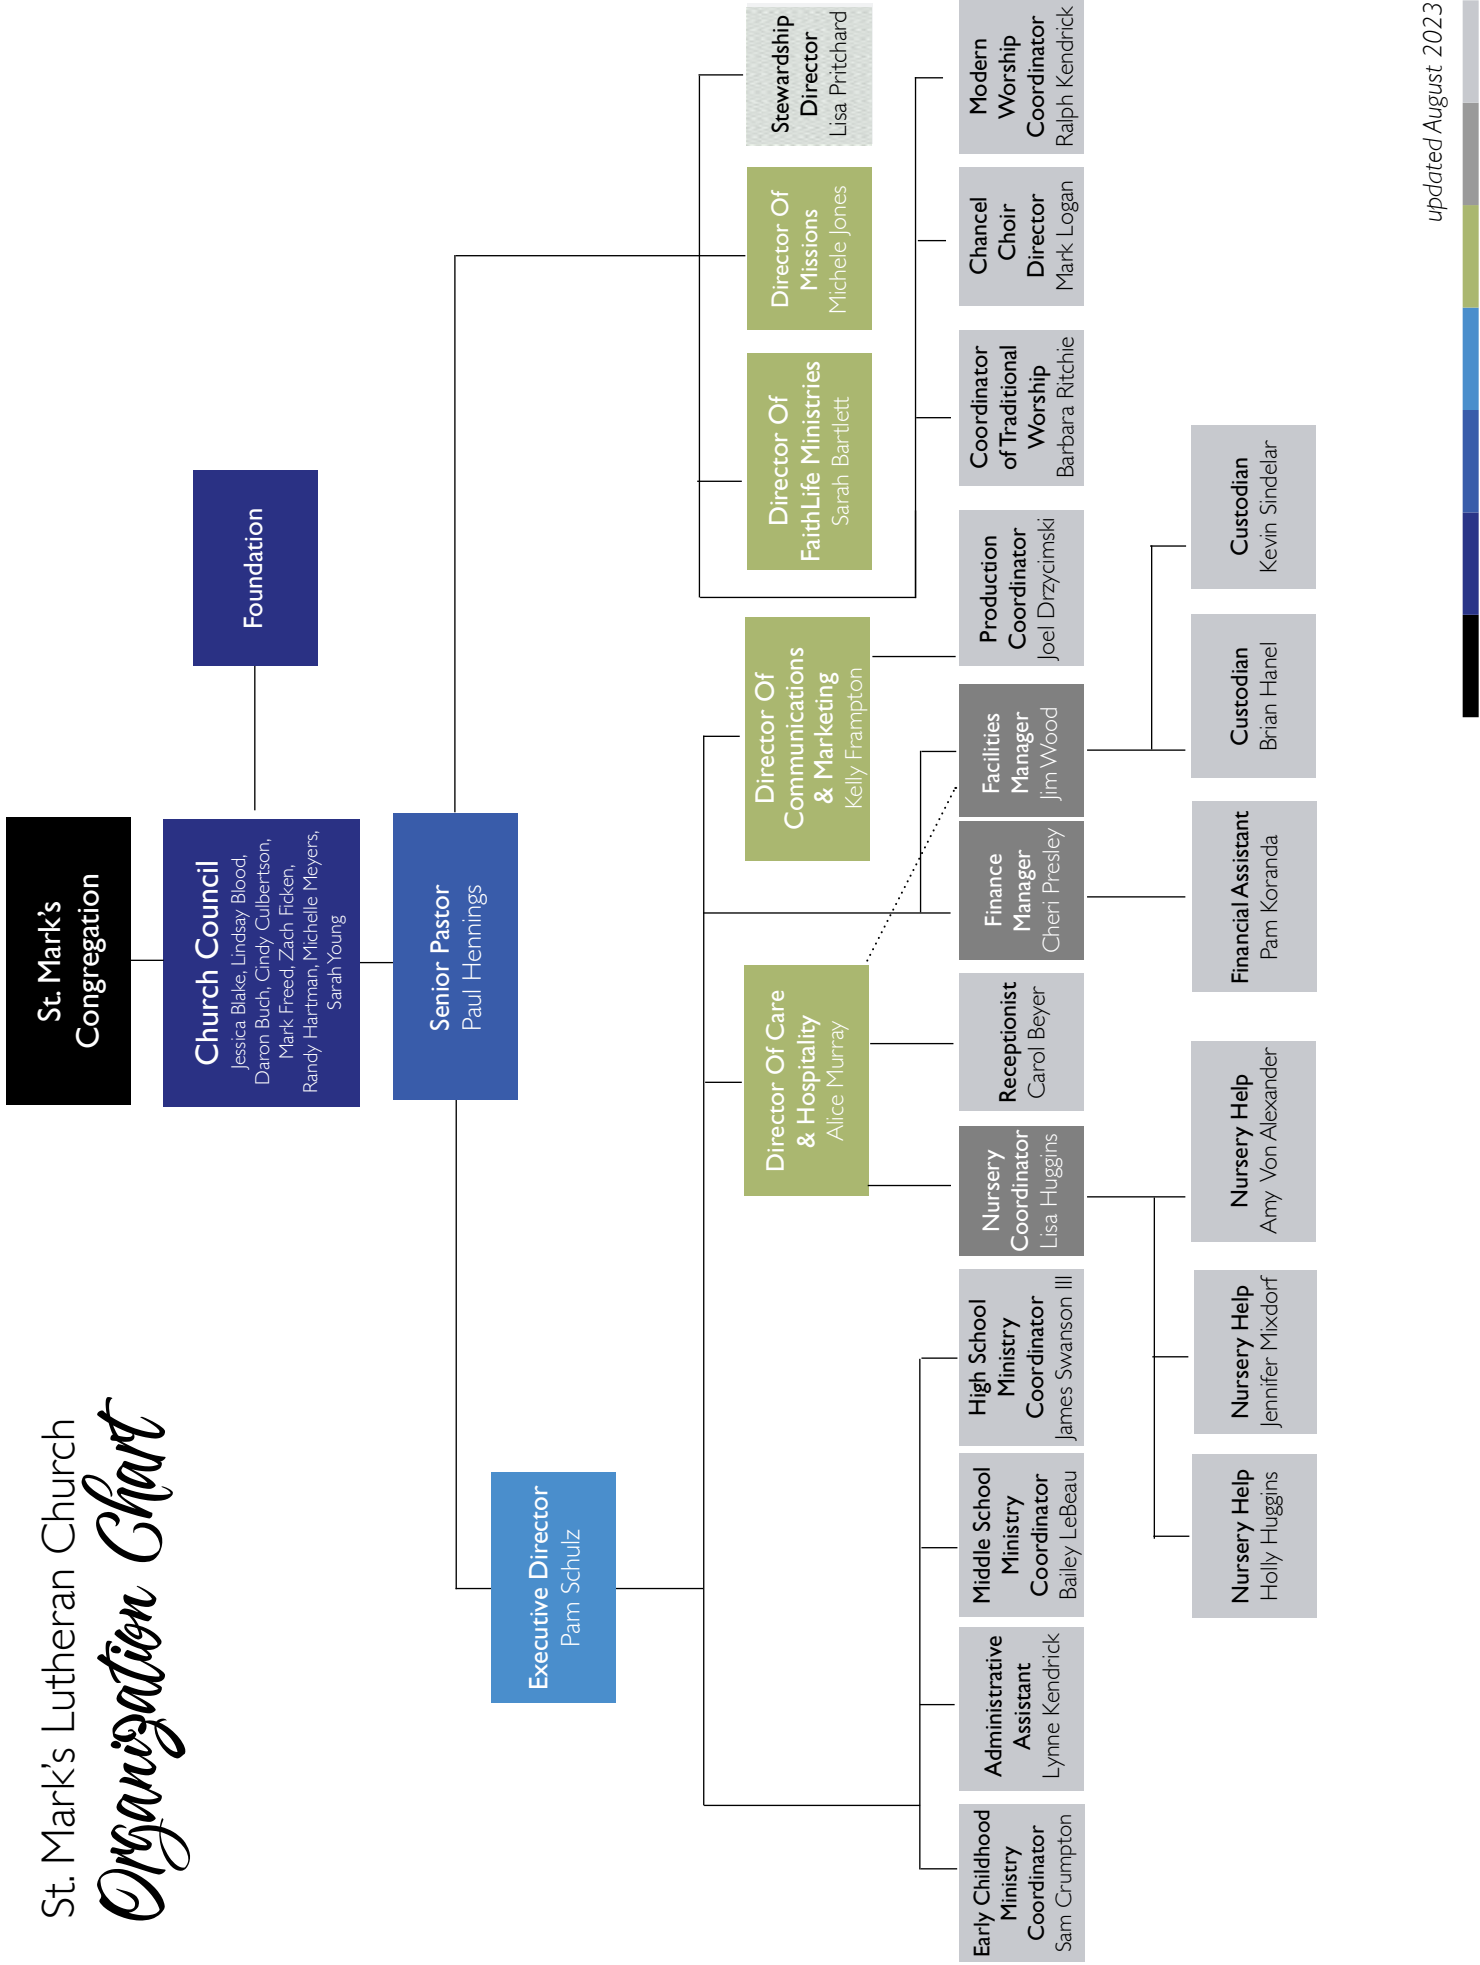 St. Mark's Lutheran Church
Organization Chart
St. Mark's
Congregation
Foundation
Church Council
Jessica Blake, Lindsay Blood,
Daron Buch, Cindy Culbertson,
Mark Freed, Zach Ficken,
Randy Hartman, Michelle Meyers,
Sarah Young
Senior Pastor
Paul Hennings
Executive Director
Pam Schulz
Director Of Care
& Hospitality
Alice Murray
Director Of
Communications
& Marketing
Kelly Frampton
Director Of
FaithLife Ministries
Sarah Bartlett
Director Of
Missions
Michele Jones
Stewardship
Director
Lisa Pritchard
Early Childhood
Ministry
Coordinator
Sam Crumpton
Administrative
Assistant
Lynne Kendrick
Middle School
Ministry
Coordinator
Bailey LeBeau
High School
Ministry
Coordinator
James Swanson III
Nursery
Coordinator
Lisa Huggins
Receptionist
Carol Beyer
Finance
Manager
Cheri Presley
Facilities
Manager
Jim Wood
Production
Coordinator
Joel Drzycimski
Coordinator
of Traditional
Worship
Barbara Ritchie
Chancel
Choir
Director
Mark Logan
Modern
Worship
Coordinator
Ralph Kendrick
Nursery Help
Holly Huggins
Nursery Help
Jennifer Mixdorf
Nursery Help
Amy Von Alexander
Financial Assistant
Pam Koranda
Custodian
Brian Hanel
Custodian
Kevin Sindelar
updated August 2023